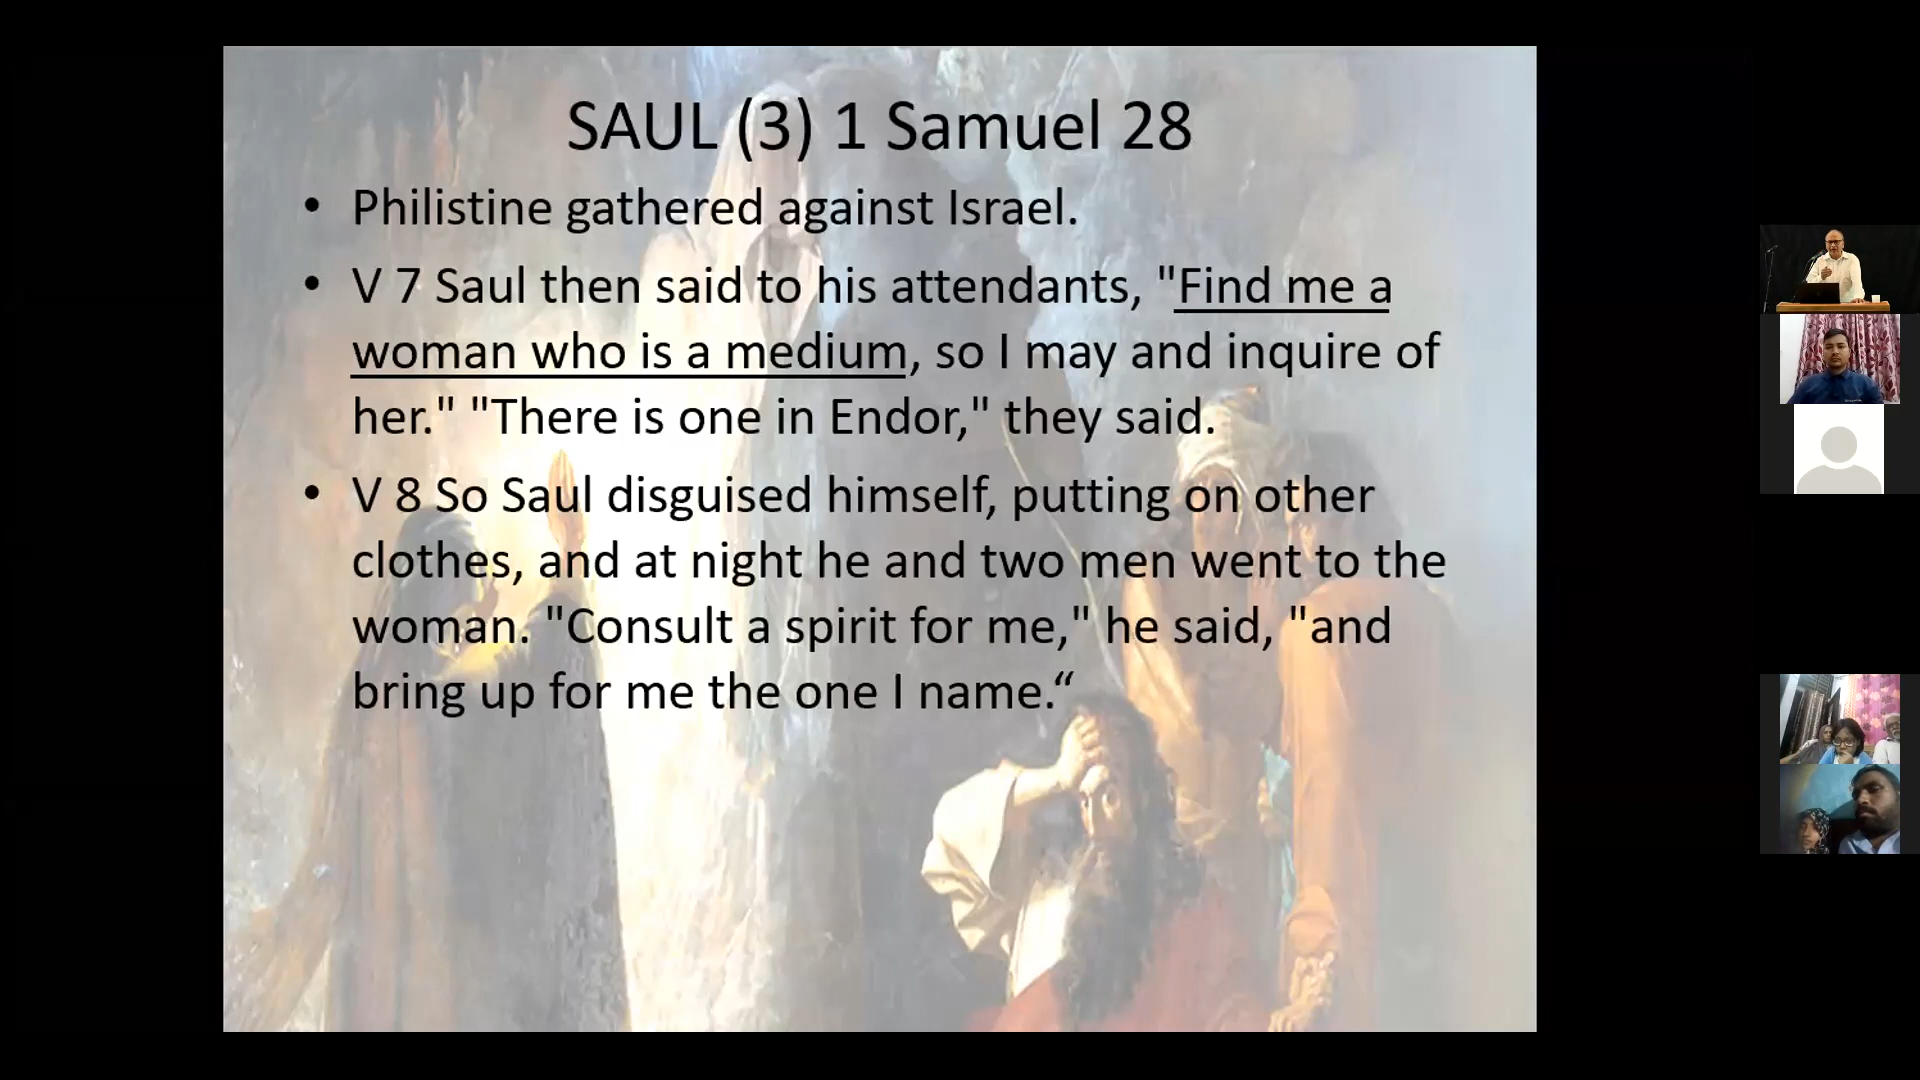 SAUL (3) 1 Samuel 28
• Philistine gathered against Israel.
• V 7 Saul then said to his attendants, "Find me a
woman who is a medium, so I may and inquire of
her." "There is one in Endor," they said.
• V 8 So Saul disguised himself, putting on other
clothes, and at night he and two men went to the
woman. "Consult a spirit for me," he said, "and
bring up for me the one I name.“